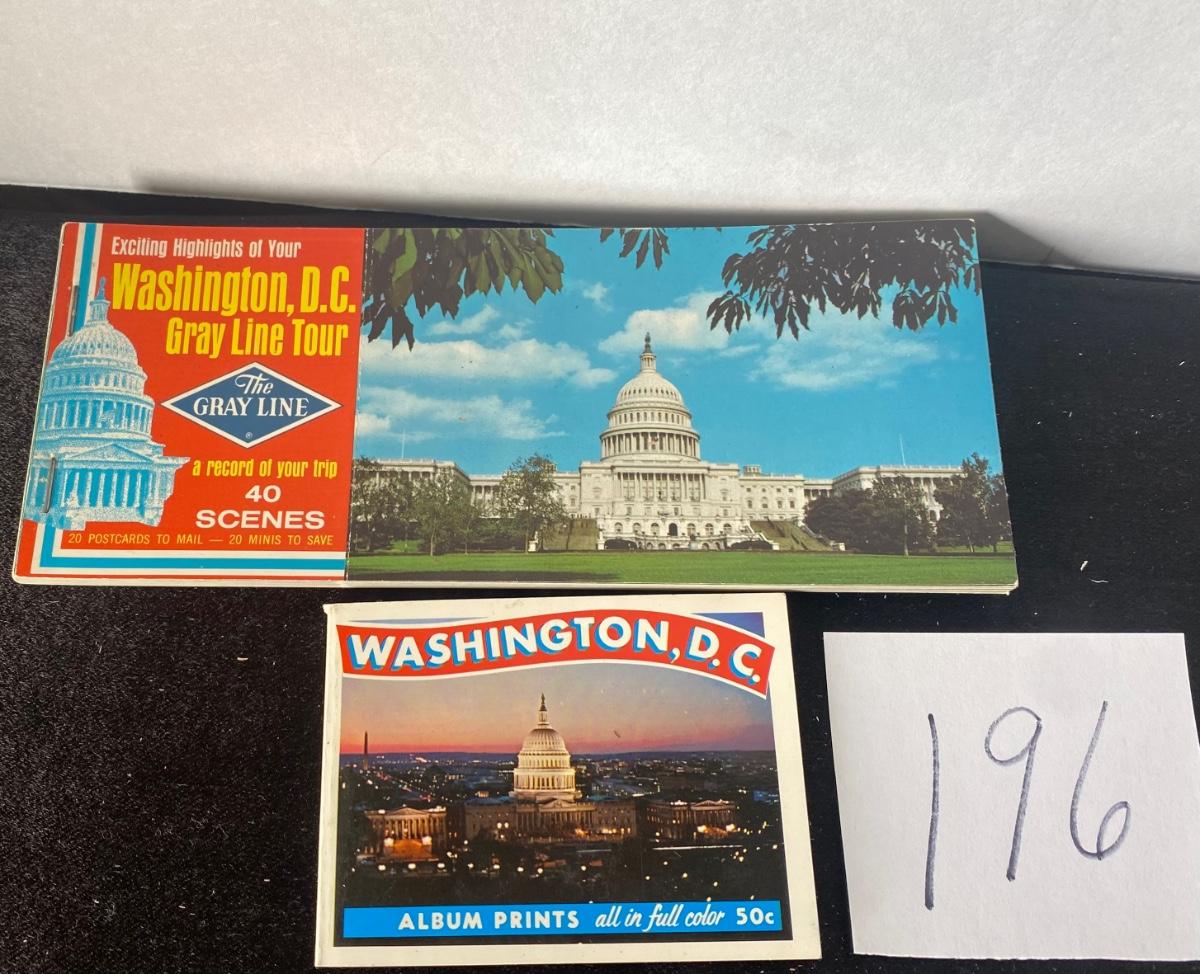 Exciting Highlights of Your
Washington, D.C.
Gray Line Tour
The
GRAY LINE
®
a record of your trip
40
SCENES
20 POSTCARDS TO MAIL — 20 MINIS TO SAVE
WASHINGTON, D.C.
ALBUM PRINTS all in full color 50c
196